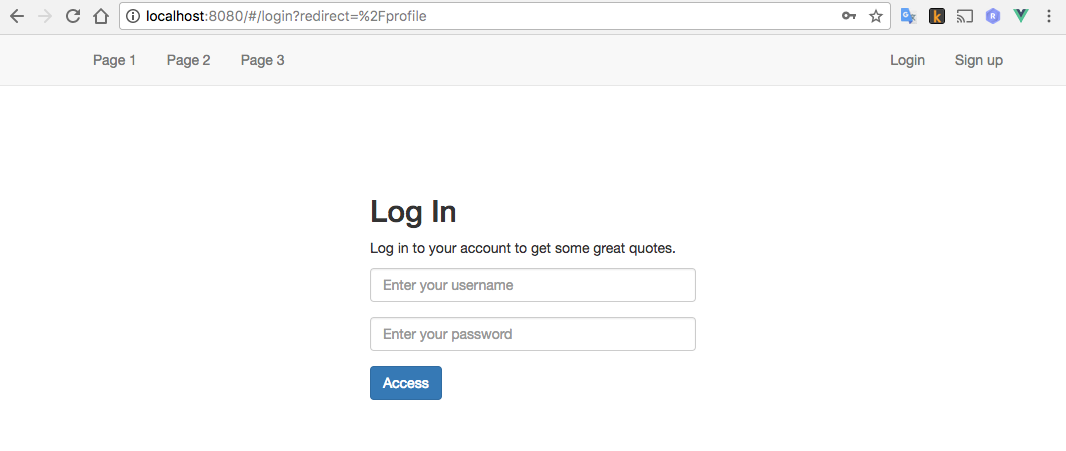 localhost:8080/#/login?redirect=%2Fprofile
Page 1 Page 2 Page 3 Login Sign up
Log In
Log in to your account to get some great quotes.
Enter your username
Enter your password
Access